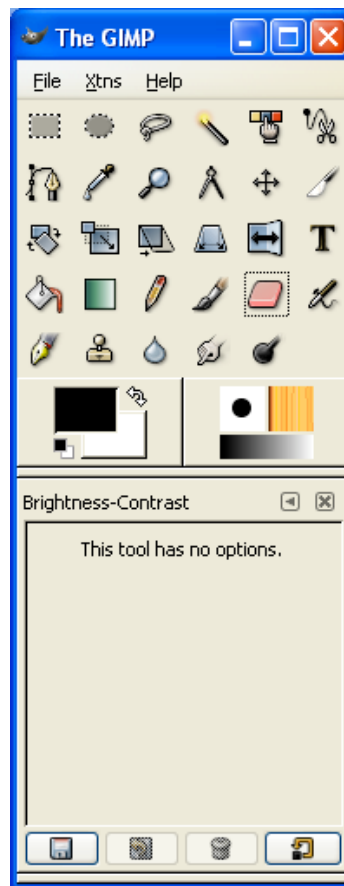 The GIMP
File Xtns Help
T
Brightness-Contrast
This tool has no options.